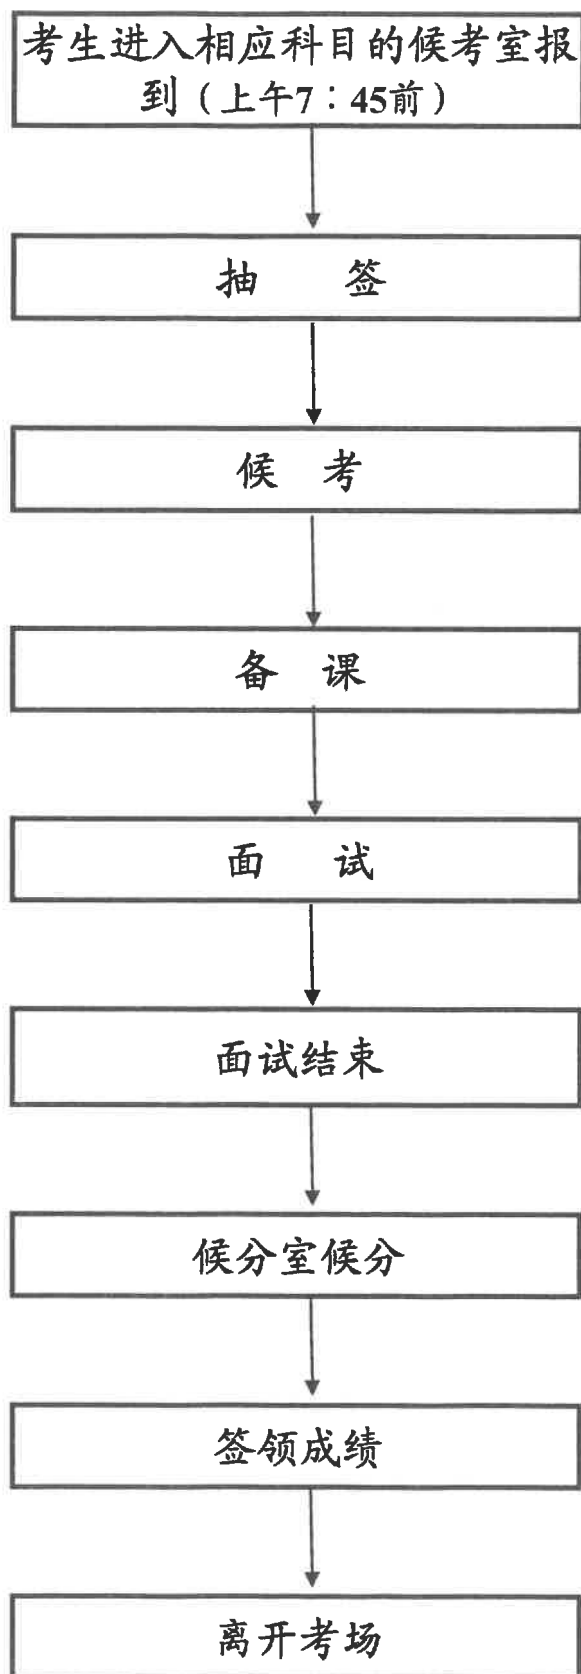 考生进入相应科目的候考室报
到（上午7：45前）
抽 签
候 考
备 课
面 试
面试结束
候分室候分
签领成绩
离开考场